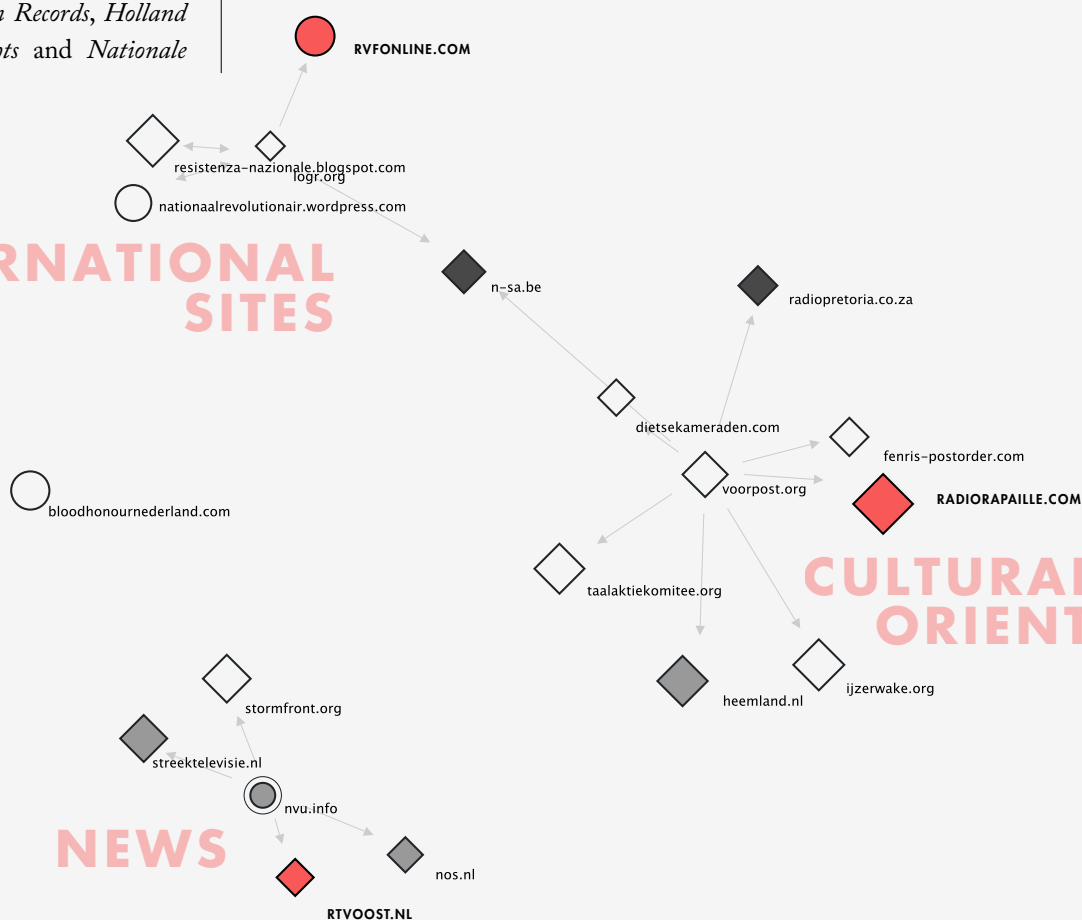 Records, Holland
and Nationale
RVFONLINE.COM
resistenza-nazionale.blogspot.com
logr.org
nationaalrevolutionair.wordpress.com
RNATIONAL
SITES
n-sa.be
radiopretoria.co.za
dietsekameraden.com
fenris-postorder.com
voorpost.org
RADIORAPAILLE.COM
bloodhonournederland.com
taalaktiekomitee.org
CULTURAL
ORIENT
ijzerwake.org
heemland.nl
stormfront.org
streektelevisie.nl
nvu.info
NEWS
nos.nl
RTVOOST.NL